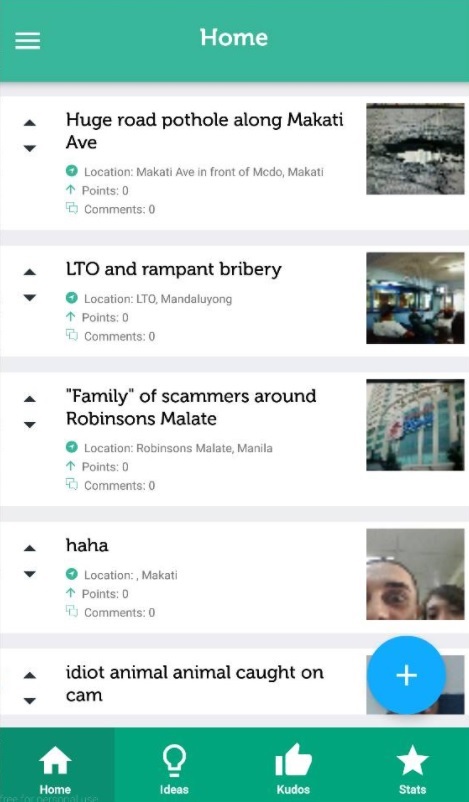 Home
Huge road pothole along Makati
Ave
Location: Makati Ave in front of Mcdo, Makati
Points: 0
Comments: 0
LTO and rampant bribery
Location: LTO, Mandaluyong
Points: 0
Comments: 0
"Family" of scammers around
Robinsons Malate
Location: Robinsons Malate, Manila
Points: 0
Comments: 0
haha
Location: , Makati
Points: 0
Comments: 0
idiot animal animal caught on
cam
+
Home Ideas Kudos Stats
free for personal use